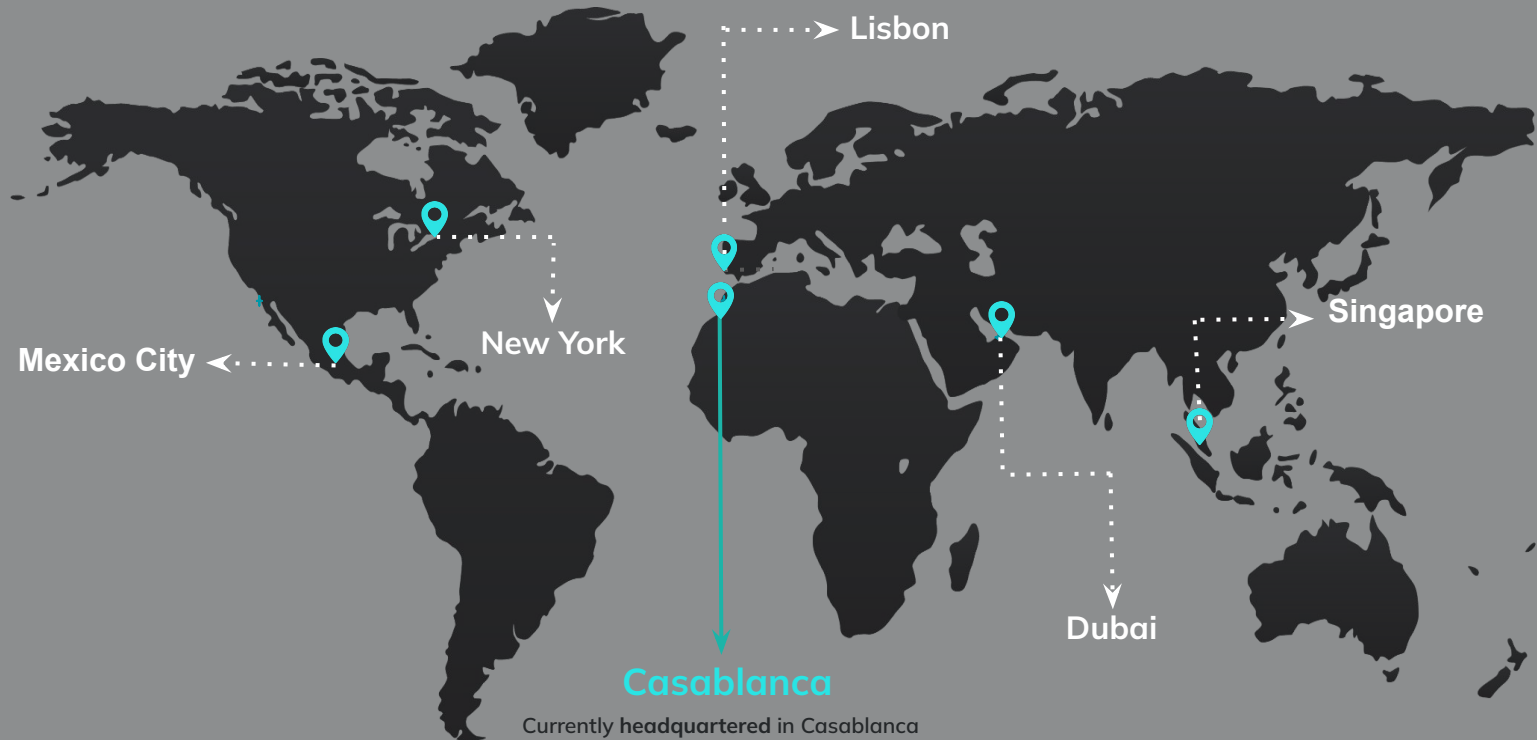 Lisbon
Singapore
New York
Mexico City
Dubai
Casablanca
Currently headquartered in Casablanca